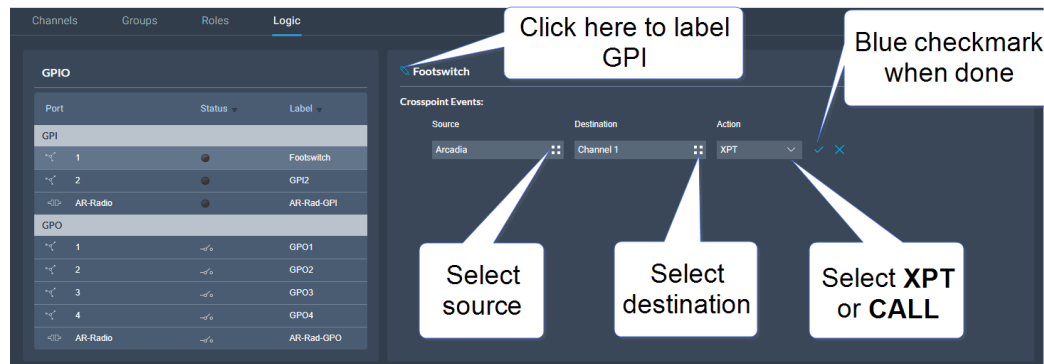 Channels Groups Roles Logic
Click here to label
GPI
Blue checkmark
when done
GPIO
Port Status Label
GPI
1 Footswitch
2 GPI2
AR-Radio AR-Rad-GPI
GPO
1 GPO1
2 GPO2
3 GPO3
4 GPO4
AR-Radio AR-Rad-GPO
Footswitch
Crosspoint Events:
Source Destination Action
Arcadia Channel 1 XPT
Select
source
Select
destination
Select XPT
or CALL